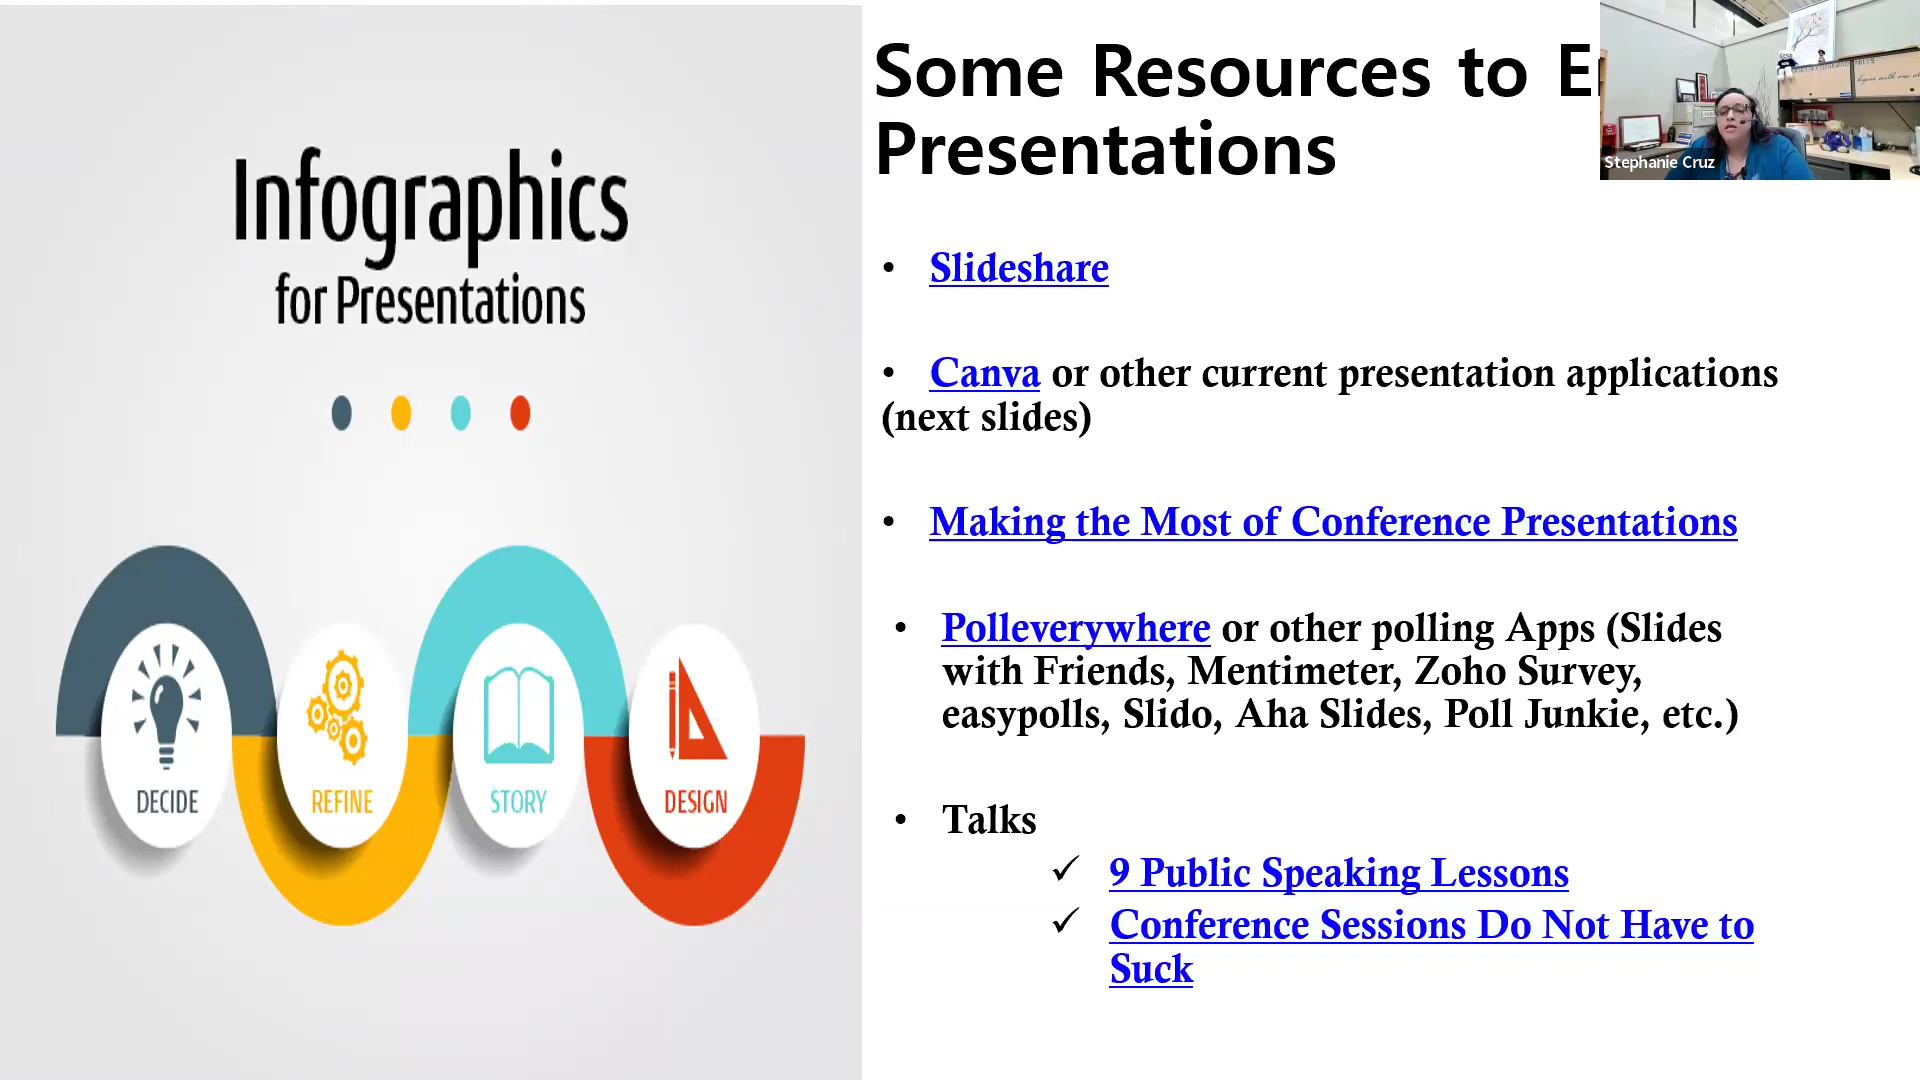 Infographics
for Presentations
DECIDE
REFINE
STORY
DESIGN
Some Resources to E
Presentations
• Slideshare
• Canva or other current presentation applications
(next slides)
• Making the Most of Conference Presentations
• Polleverywhere or other polling Apps (Slides
with Friends, Mentimeter, Zoho Survey,
easypolls, Slido, Aha Slides, Poll Junkie, etc.)
• Talks
✓ 9 Public Speaking Lessons
✓ Conference Sessions Do Not Have to
Suck
Stephanie Cruz